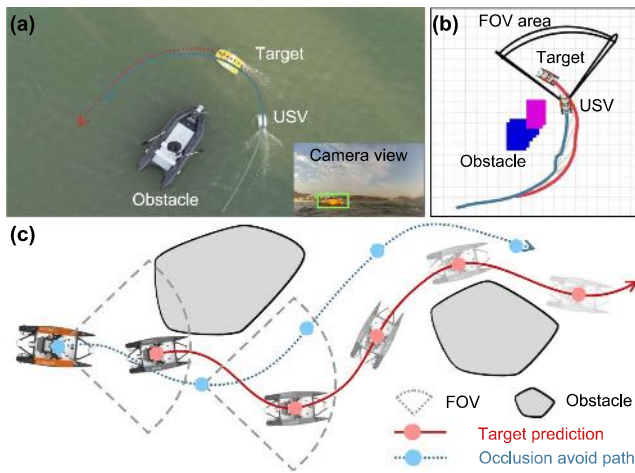 (a)
Target
USV
Camera view
Obstacle
(b)
FOV area
Target
USV
Obstacle
(c)
FOV
Obstacle
Target prediction
Occlusion avoid path